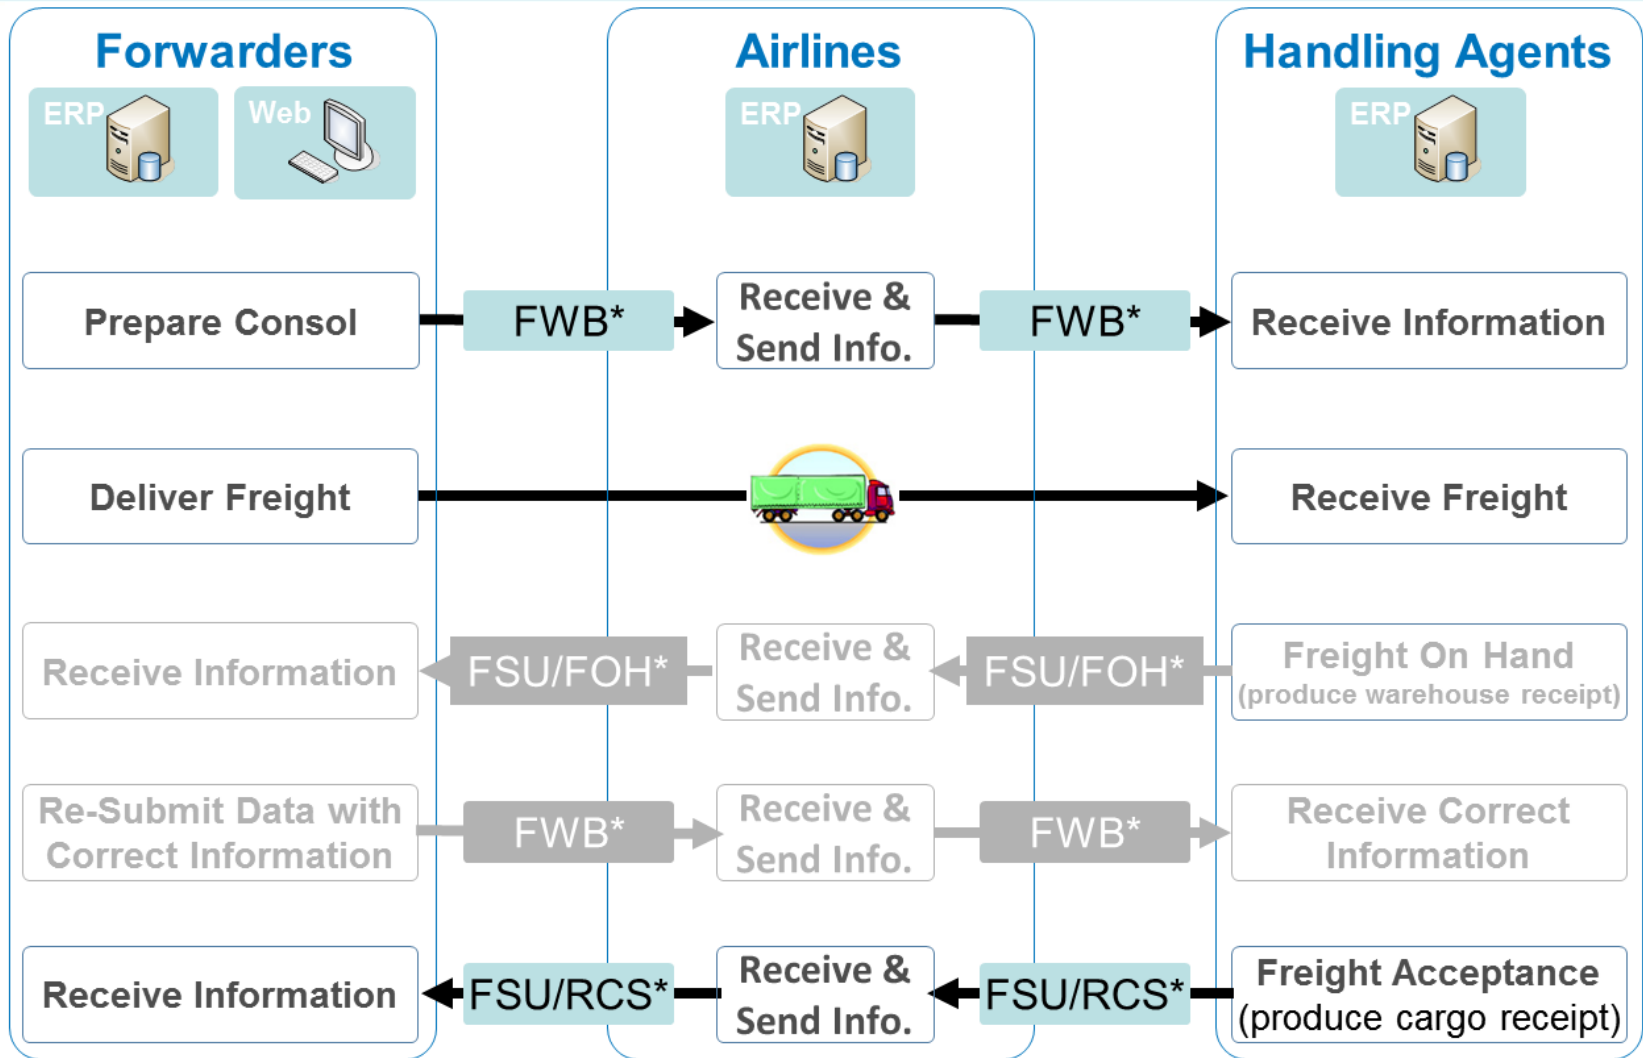 Forwarders
Airlines
Handling Agents
ERP
Web
ERP
ERP
Prepare Consol
FWB*
Receive &
Send Info.
FWB*
Receive Information
Deliver Freight
Receive Freight
Receive Information
FSU/FOH*
Receive &
Send Info.
FSU/FOH*
Freight On Hand
(produce warehouse receipt)
Re-Submit Data with
Correct Information
FWB*
Receive &
Send Info.
FWB*
Receive Correct
Information
Receive Information
FSU/RCS*
Receive &
Send Info.
FSU/RCS*
Freight Acceptance
(produce cargo receipt)